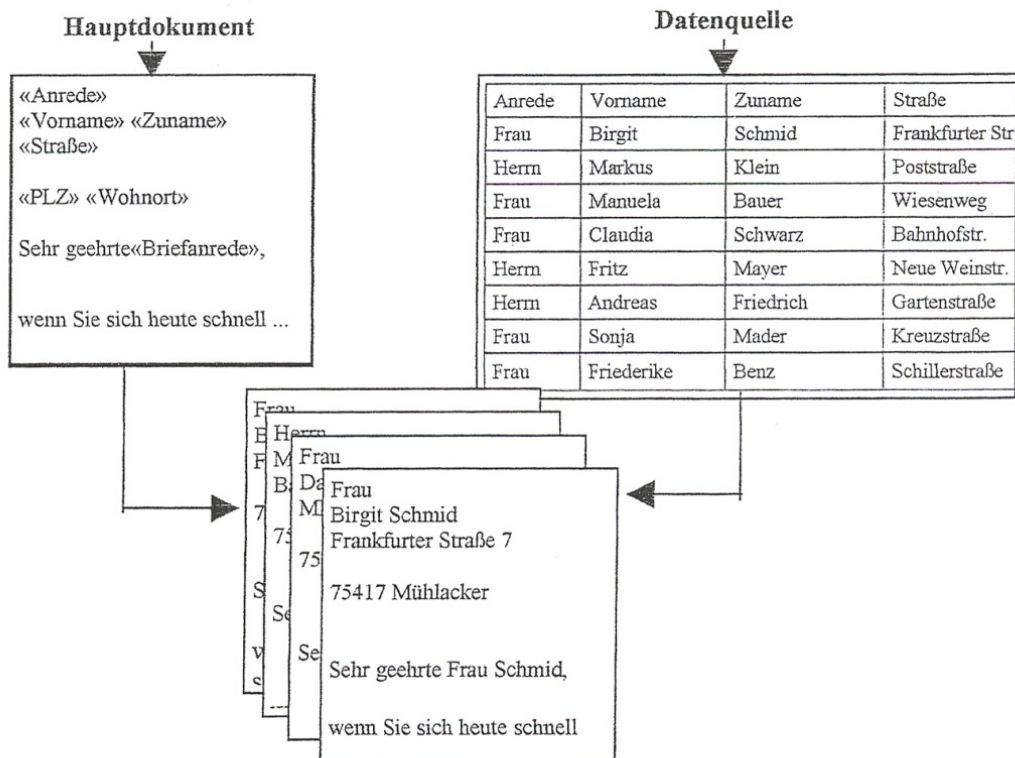 Hauptdokument
«Anrede»
«Vorname» «Zuname»
«Straße»
«PLZ» «Wohnort»
Sehr geehrte«Briefanrede»,
wenn Sie sich heute schnell ...
Datenquelle
Anrede Vorname Zuname Straße
Frau Birgit Schmid Frankfurter Str
Herrn Markus Klein Poststraße
Frau Manuela Bauer Wiesenweg
Frau Claudia Schwarz Bahnhofstr.
Herrn Fritz Mayer Neue Weinstr.
Herrn Andreas Friedrich Gartenstraße
Frau Sonja Mader Kreuzstraße
Frau Friederike Benz Schillerstraße
Frau
Herrn
Frau
Frau
Birgit Schmid
Frankfurter Straße 7
75417 Mühlacker
Sehr geehrte Frau Schmid,
wenn Sie sich heute schnell